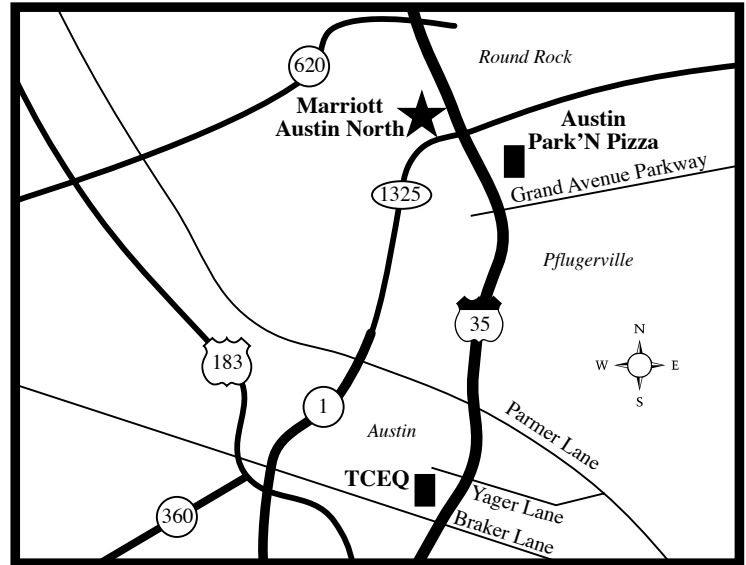 Round Rock
620
Marriott
Austin North
Austin
Park’N Pizza
Grand Avenue Parkway
1325
Pflugerville
35
N
W
E
S
183
1
Austin
Parmer Lane
TCEQ
Yager Lane
Braker Lane
360